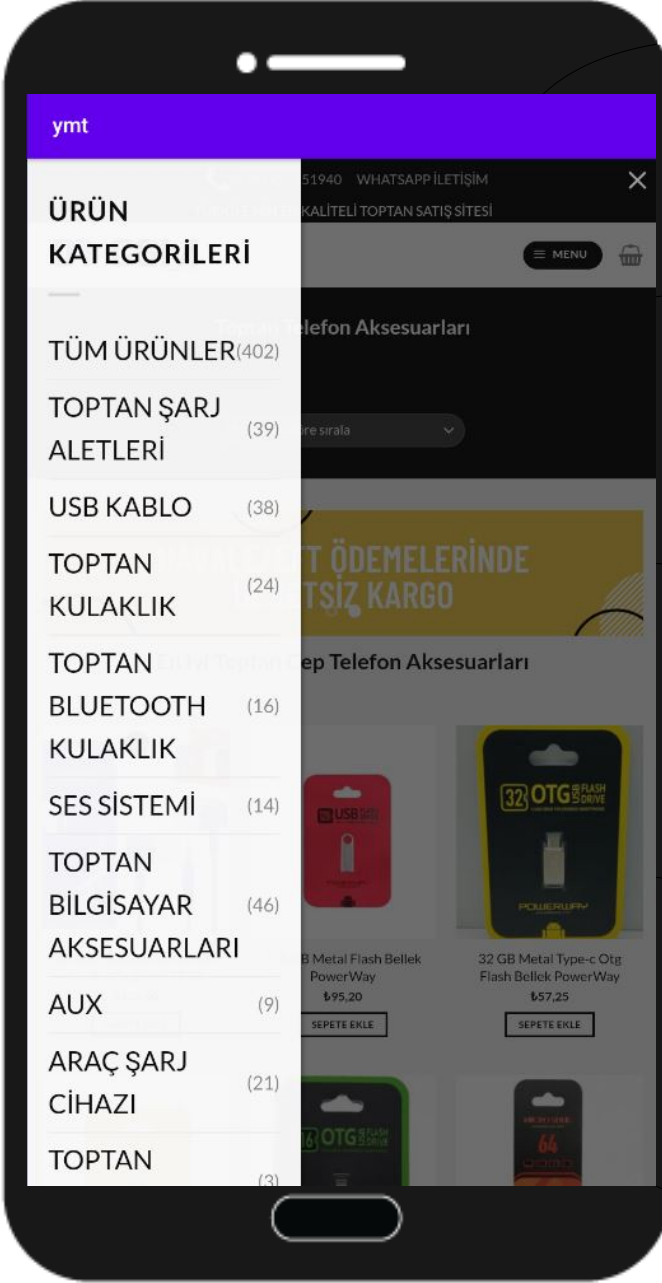 ymt
51940 WHATSAPP İLETİŞİM
KALİTELİ TOPTAN SATIŞ SİTESİ
MENU
ÜRÜN
KATEGORİLERİ
TÜM ÜRÜNLER (402)
TOPTAN ŞARJ
ALETLERİ (39)
USB KABLO (38)
TOPTAN
KULAKLIK (24)
TOPTAN
BLUETOOTH
KULAKLIK (16)
SES SİSTEMİ (14)
TOPTAN
BİLGİSAYAR
AKSESUARLARI (46)
AUX (9)
ARAÇ ŞARJ
CİHAZI (21)
TOPTAN
(3)
Telefon Aksesuarları
sırala
ÖDEMELERİNDE
KARGO
Cep Telefon Aksesuarları
USB
32 OTG USB FLASH DRIVE
POWERWAY
Metal Flash Bellek
PowerWay
₺95,20
SEPETE EKLE
32 GB Metal Type-c Otg
Flash Bellek PowerWay
₺57,25
SEPETE EKLE
16 OTG
64